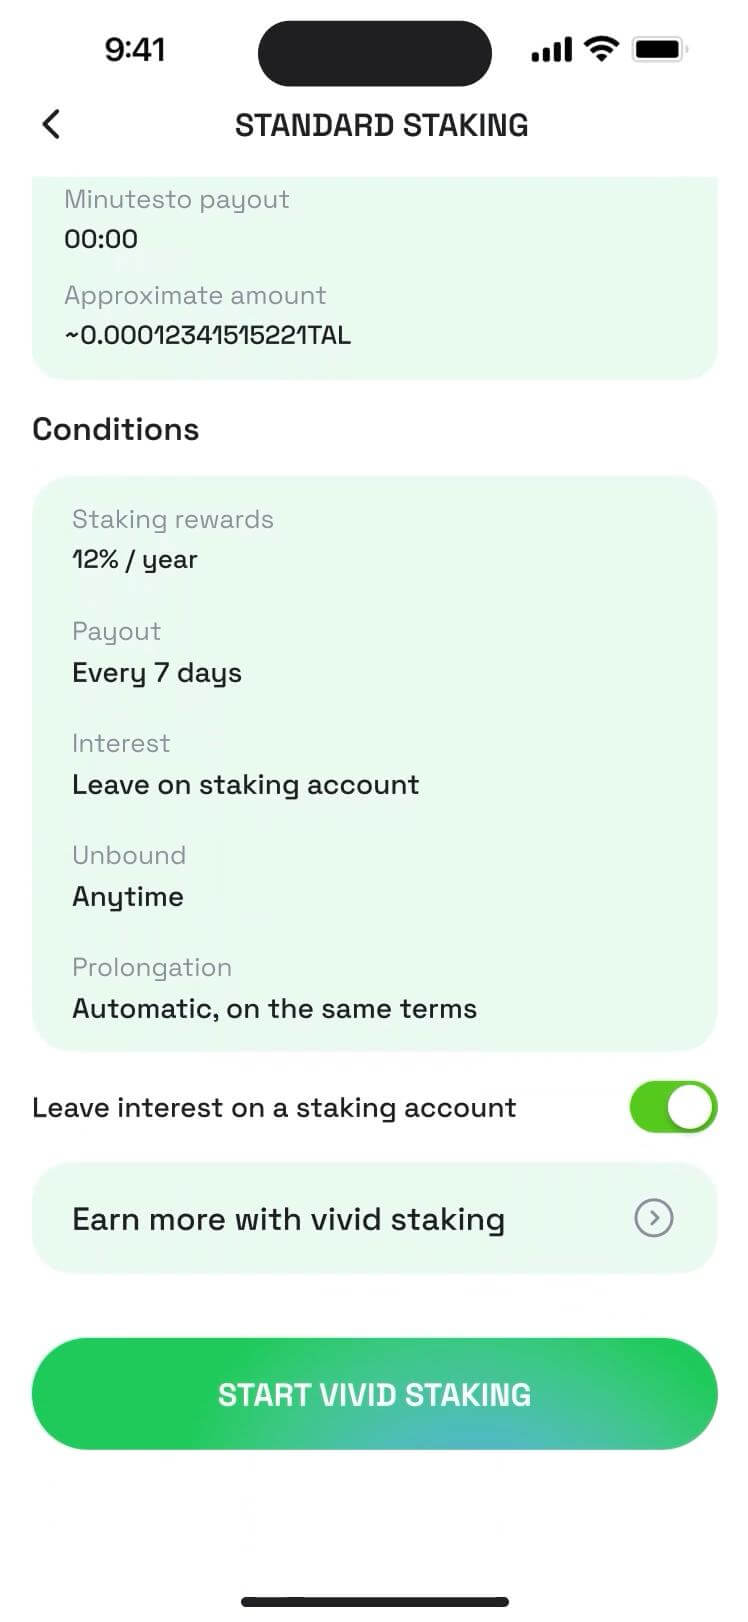 9:41
STANDARD STAKING
Minutesto payout
00:00
Approximate amount
~0.00012341515221TAL
Conditions
Staking rewards
12% / year
Payout
Every 7 days
Interest
Leave on staking account
Unbound
Anytime
Prolongation
Automatic, on the same terms
Leave interest on a staking account
Earn more with vivid staking
START VIVID STAKING